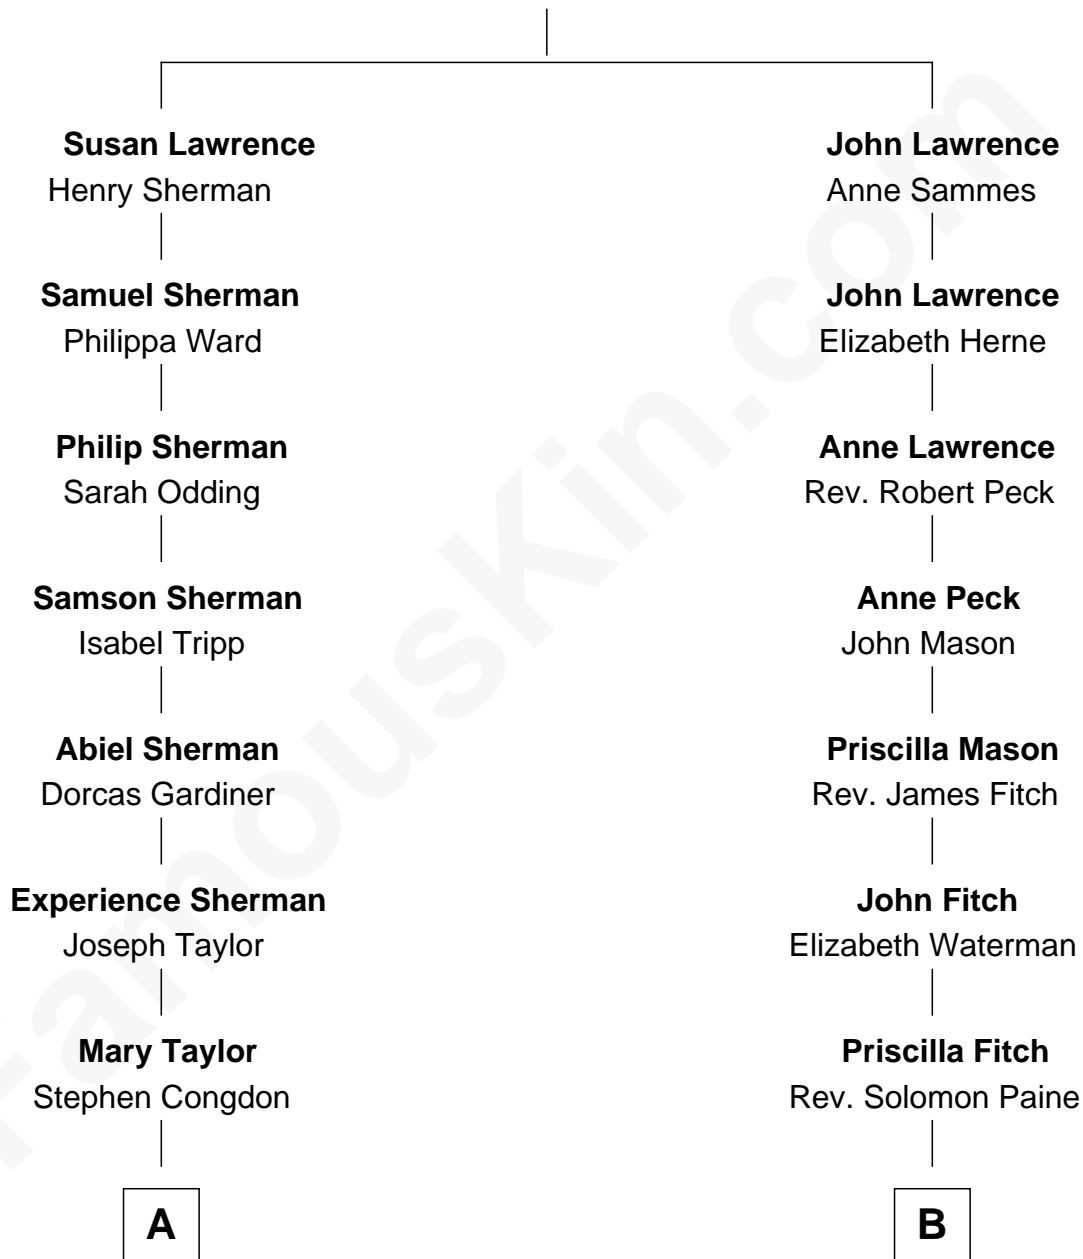 Susan Lawrence
Henry Sherman
Samuel Sherman
Philippa Ward
Philip Sherman
Sarah Odding
Samson Sherman
Isabel Tripp
Abiel Sherman
Dorcas Gardiner
Experience Sherman
Joseph Taylor
Mary Taylor
Stephen Congdon
A
John Lawrence
Anne Sammes
John Lawrence
Elizabeth Herne
Anne Lawrence
Rev. Robert Peck
Anne Peck
John Mason
Priscilla Mason
Rev. James Fitch
John Fitch
Elizabeth Waterman
Priscilla Fitch
Rev. Solomon Paine
B
FamousKin.com